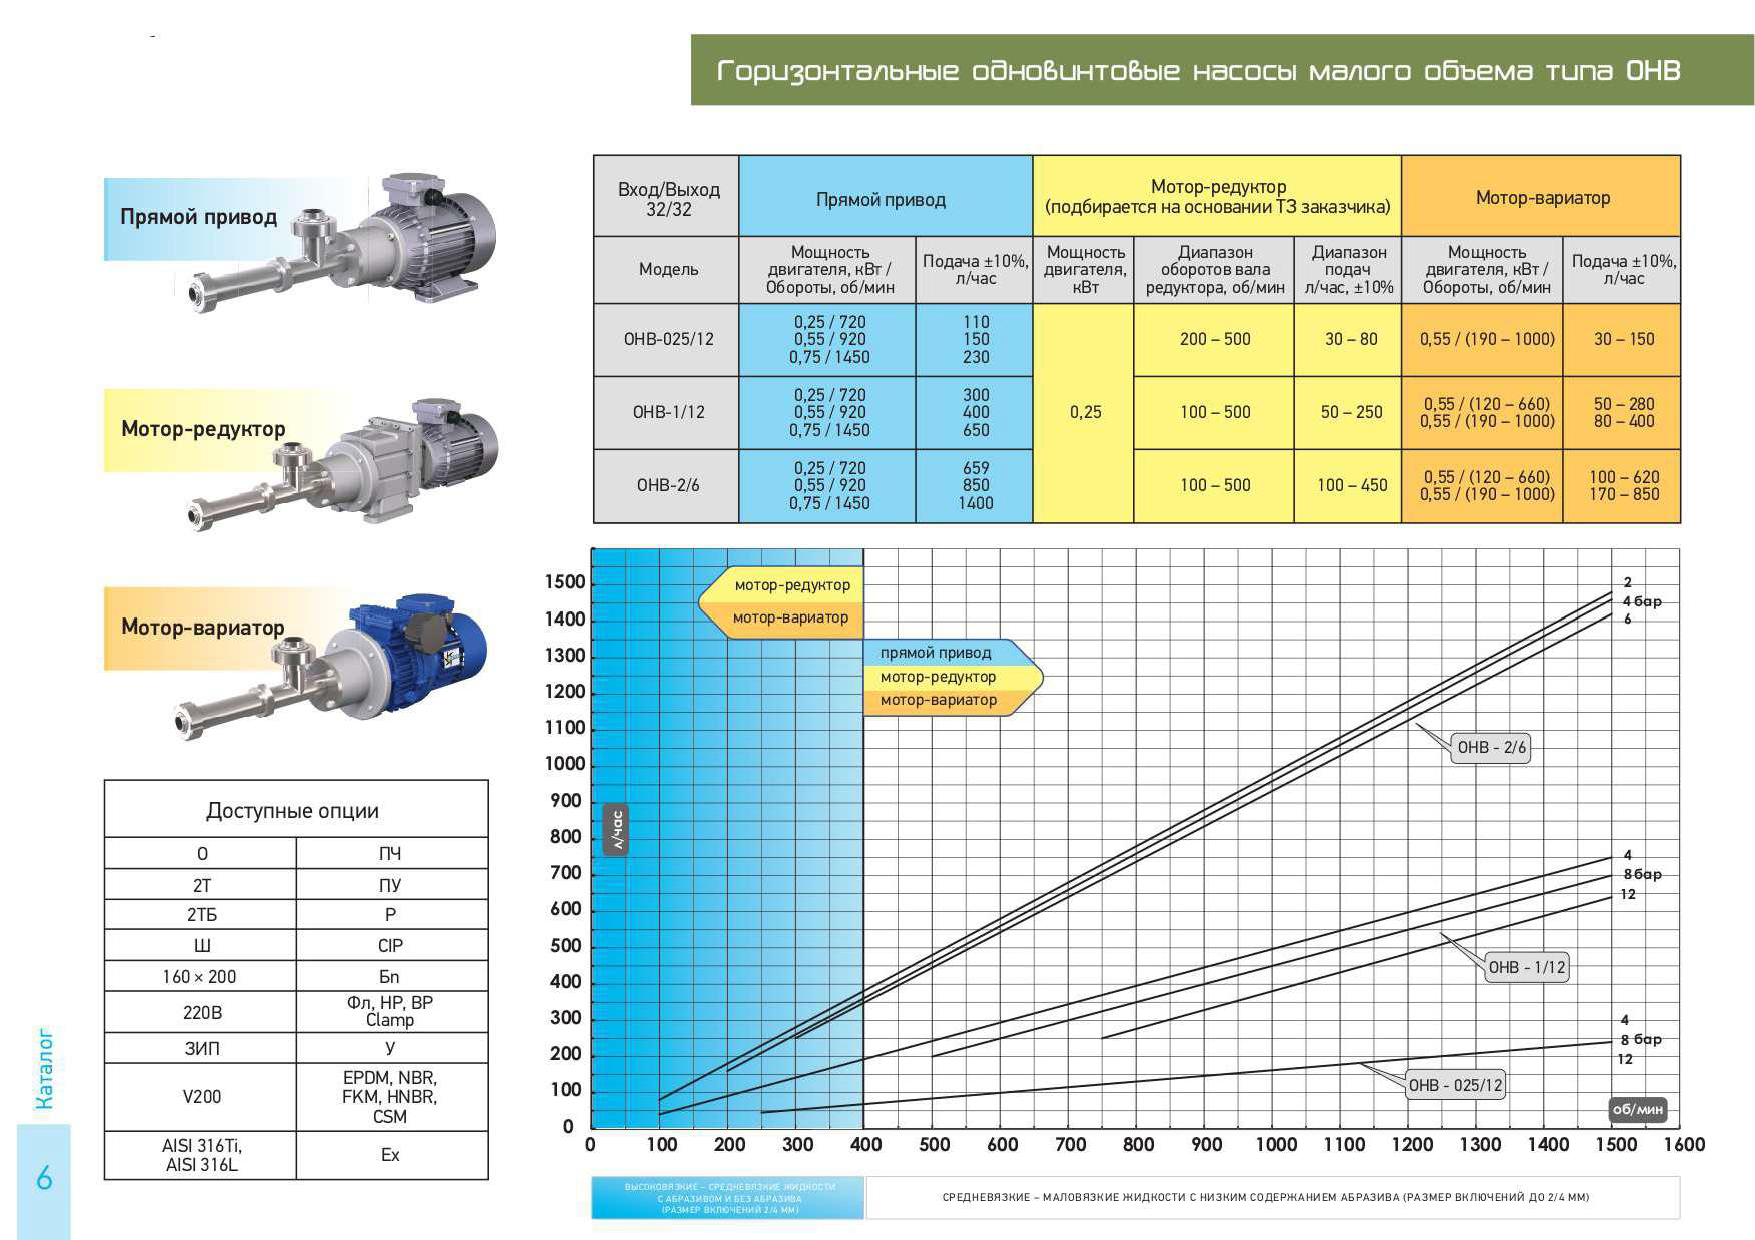 Горизонтальные одновинтовые насосы малого объема типа ОНВ
Прямой привод
Мотор-редуктор
Мотор-вариатор
Вход/Выход
32/32
Прямой привод
Мотор-редуктор
(подбирается на основании ТЗ заказчика)
Мотор-вариатор
Модель
Мощность
двигателя, кВт /
Обороты, об/мин
Подача ±10%,
л/час
Мощность
двигателя,
кВт
Диапазон
оборотов вала
редуктора, об/мин
Диапазон
подач
л/час, ±10%
Мощность
двигателя, кВт /
Обороты, об/мин
Подача ±10%,
л/час
ОНВ-025/12
0,25 / 720
0,55 / 920
0,75 / 1450
110
150
230
200 – 500
30 – 80
0,55 / (190 – 1000)
30 – 150
ОНВ-1/12
0,25 / 720
0,55 / 920
0,75 / 1450
300
400
650
0,25
100 – 500
50 – 250
0,55 / (120 – 660)
0,55 / (190 – 1000)
50 – 280
80 – 400
ОНВ-2/6
0,25 / 720
0,55 / 920
0,75 / 1450
659
850
1400
100 – 500
100 – 450
0,55 / (120 – 660)
0,55 / (190 – 1000)
100 – 620
170 – 850
Доступные опции
О
ПЧ
2Т
ПУ
2ТБ
Р
Ш
CIP
160 × 200
Бп
220В
Фл, НР, ВР
Clamp
ЗИП
У
V200
EPDM, NBR,
FKM, HNBR,
CSM
AISI 316Ti,
AISI 316L
Ex
1500
1400
1300
1200
1100
1000
900
800
700
600
500
400
300
200
100
0
л/час
мотор-редуктор
мотор-вариатор
прямой привод
мотор-редуктор
мотор-вариатор
2
4 бар
6
ОНВ - 2/6
4
8 бар
12
ОНВ - 1/12
4
8 бар
12
ОНВ - 025/12
об/мин
0 100 200 300 400 500 600 700 800 900 1000 1100 1200 1300 1400 1500 1600
ВЫСОКОВЯЗКИЕ – СРЕДНЕВЯЗКИЕ ЖИДКОСТИ
С АБРАЗИВОМ И БЕЗ АБРАЗИВА
(РАЗМЕР ВКЛЮЧЕНИЙ 2/4 ММ)
СРЕДНЕВЯЗКИЕ – МАЛОВЯЗКИЕ ЖИДКОСТИ С НИЗКИМ СОДЕРЖАНИЕМ АБРАЗИВА (РАЗМЕР ВКЛЮЧЕНИЙ ДО 2/4 ММ)
Каталог
6